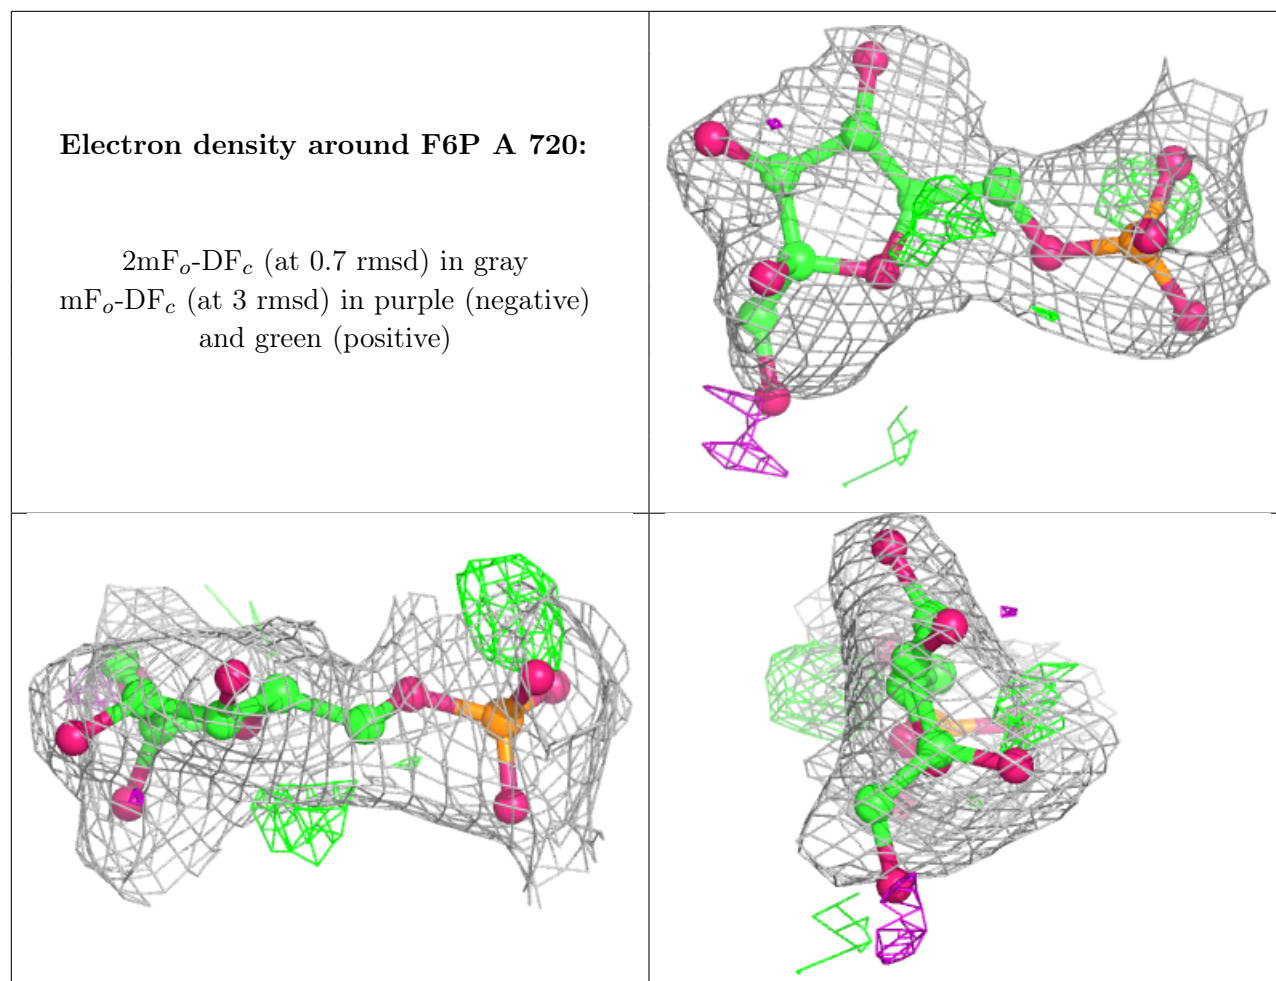 Electron density around F6P A 720:
2mFₒ-DF𝒸 (at 0.7 rmsd) in gray
mFₒ-DF𝒸 (at 3 rmsd) in purple (negative)
and green (positive)